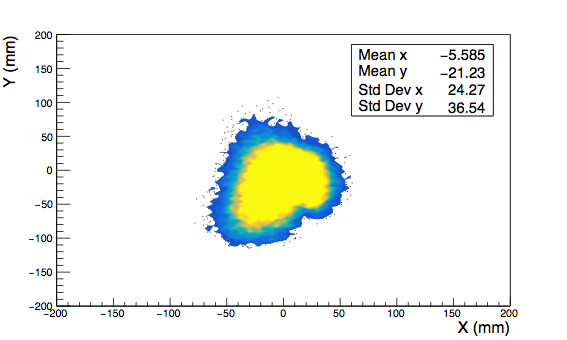 Y (mm)
200
150
100
50
0
−50
−100
−150
−200
Mean x −5.585
Mean y −21.23
Std Dev x 24.27
Std Dev y 36.54
−200 −150 −100 −50 0 50 100 150 200
X (mm)